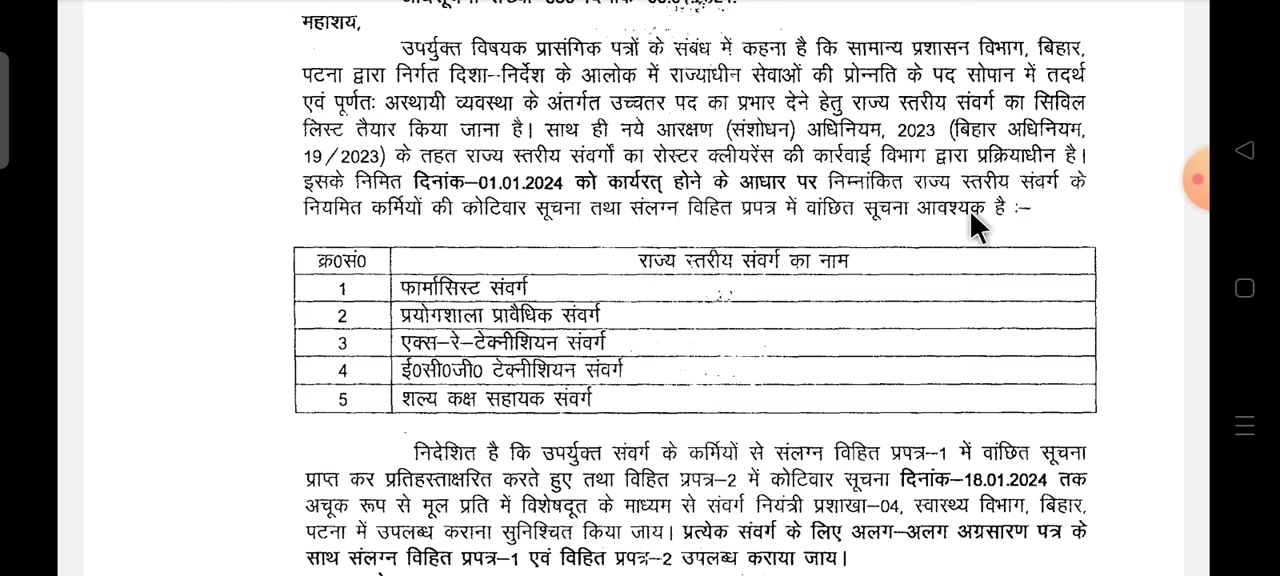 महाशय,
उपर्युक्त विषयक प्रासंगिक पत्रों के संबंध में कहना है कि सामान्य प्रशासन विभाग, बिहार,
पटना द्वारा निर्गत दिशा-निर्देश के आलोक में राज्याधीन सेवाओं की प्रोन्नति के पद सोपान में तदर्थ
एवं पूर्णतः अस्थायी व्यवस्था के अंतर्गत उच्चतर पद का प्रभार देने हेतु राज्य स्तरीय संवर्ग का सिविल
लिस्ट तैयार किया जाना है। साथ ही नये आरक्षण (संशोधन) अधिनियम, 2023 (बिहार अधिनियम,
19/2023) के तहत राज्य स्तरीय संवर्गों का रोस्टर क्लीयरेंस की कार्रवाई विभाग द्वारा प्रक्रियाधीन है।
इसके निमित दिनांक-01.01.2024 को कार्यरत् होने के आधार पर निम्नांकित राज्य स्तरीय संवर्ग के
नियमित कर्मियों की कोटिवार सूचना तथा संलग्न विहित प्रपत्र में वांछित सूचना आवश्यक है :-
क्र0सं0 राज्य स्तरीय संवर्ग का नाम
1 फार्मासिस्ट संवर्ग
2 प्रयोगशाला प्रावैधिक संवर्ग
3 एक्स-रे-टेक्नीशियन संवर्ग
4 ई0सी0जी0 टेक्नीशियन संवर्ग
5 शल्य कक्ष सहायक संवर्ग
निदेशित है कि उपर्युक्त संवर्ग के कर्मियों से संलग्न विहित प्रपत्र-1 में वांछित सूचना
प्राप्त कर प्रतिहस्ताक्षरित करते हुए तथा विहित प्रपत्र-2 में कोटिवार सूचना दिनांक-18.01.2024 तक
अचूक रूप से मूल प्रति में विशेषदूत के माध्यम से संवर्ग नियंत्री प्रशाखा-04, स्वास्थ्य विभाग, बिहार,
पटना में उपलब्ध कराना सुनिश्चित किया जाय। प्रत्येक संवर्ग के लिए अलग-अलग अग्रसारण पत्र के
साथ संलग्न विहित प्रपत्र-1 एवं विहित प्रपत्र-2 उपलब्ध कराया जाय।